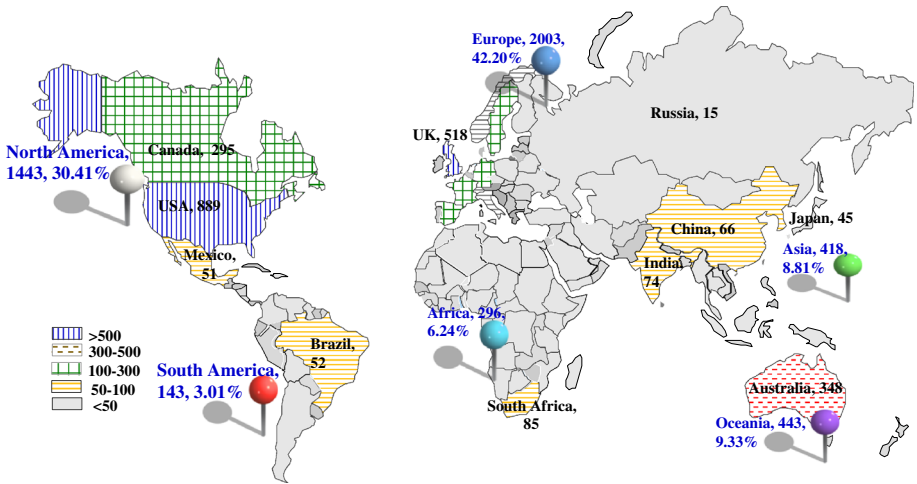 Europe, 2003,
42.20%
Russia, 15
UK, 518
Canada, 295
North America,
1443, 30.41%
USA, 889
Japan, 45
China, 66
Mexico,
51
Asia, 418,
8.81%
India,
74
Africa, 296,
6.24%
>500
300-500
100-300
50-100
<50
Brazil,
52
South America,
143, 3.01%
Australia, 348
South Africa,
85
Oceania, 443,
9.33%